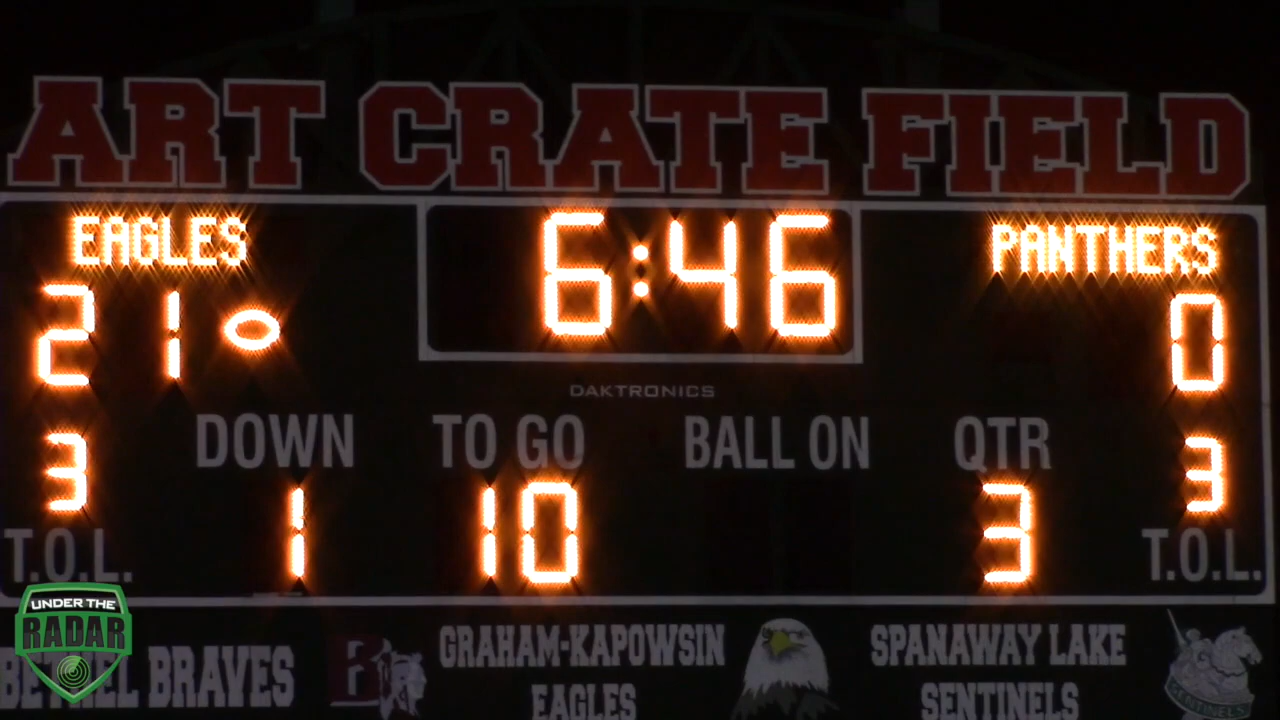 ART CRATE FIELD
EAGLES 6:46 PANTHERS
21 0
DAKTRONICS
DOWN TO GO BALL ON QTR
3 3
1 10 3
T.O.L. T.O.L.
UNDER THE
RADAR
BETHEL BRAVES
B
GRAHAM-KAPOWSIN
EAGLES
SPANAWAY LAKE
SENTINELS
SENTINELS